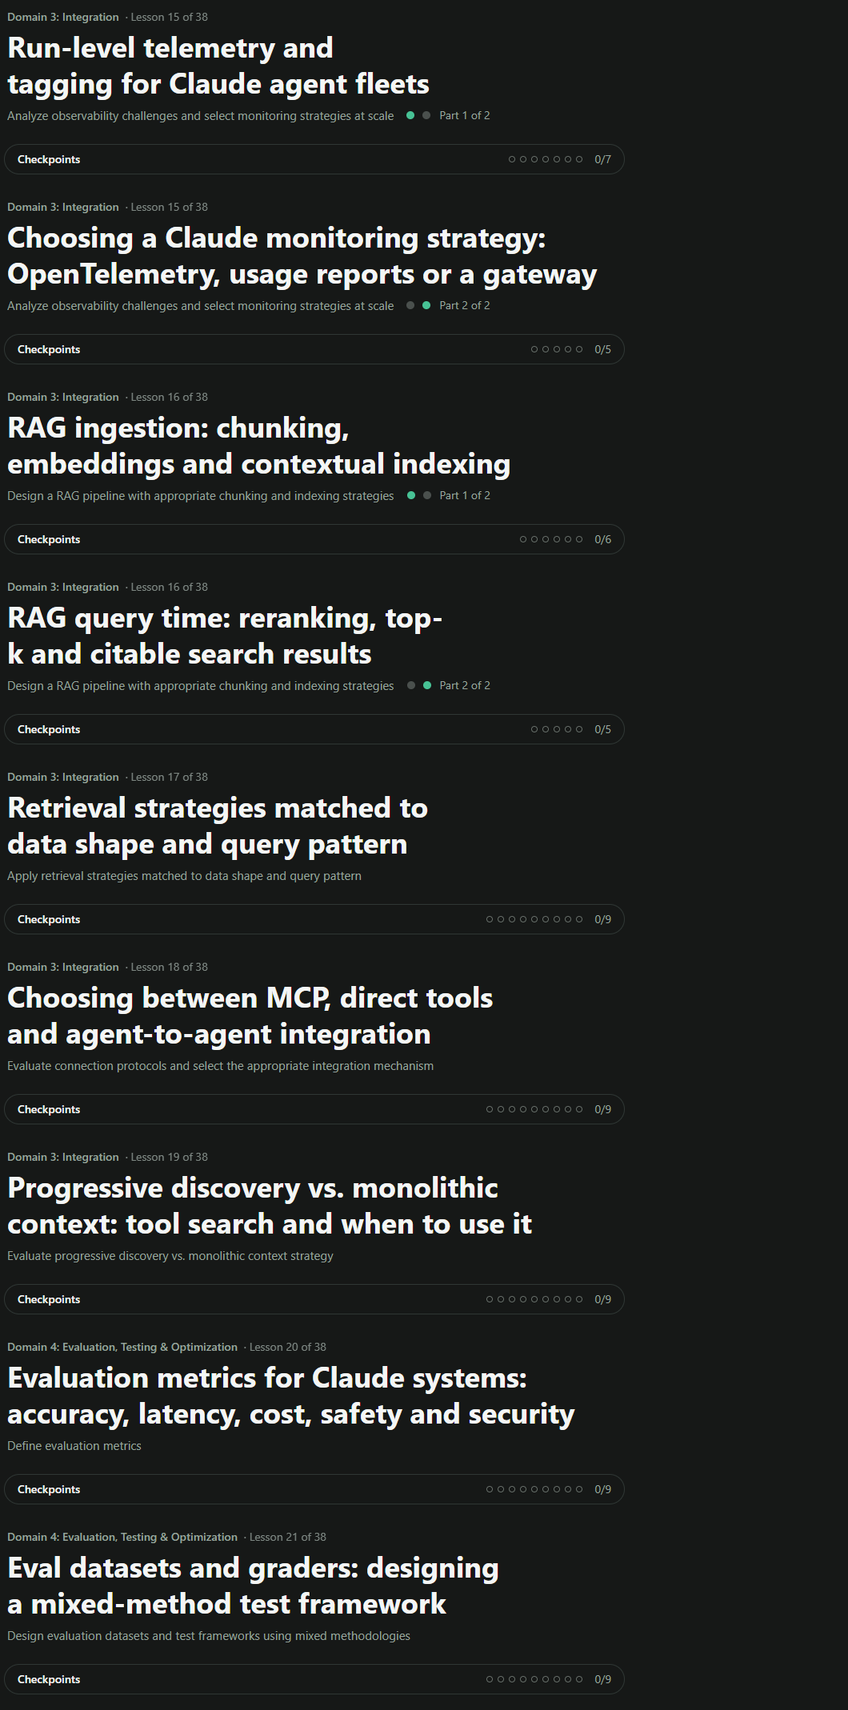 Domain 3: Integration · Lesson 15 of 38
Run-level telemetry and
tagging for Claude agent fleets
Analyze observability challenges and select monitoring strategies at scale Part 1 of 2
Checkpoints 0/7
Domain 3: Integration · Lesson 15 of 38
Choosing a Claude monitoring strategy:
OpenTelemetry, usage reports or a gateway
Analyze observability challenges and select monitoring strategies at scale Part 2 of 2
Checkpoints 0/5
Domain 3: Integration · Lesson 16 of 38
RAG ingestion: chunking,
embeddings and contextual indexing
Design a RAG pipeline with appropriate chunking and indexing strategies Part 1 of 2
Checkpoints 0/6
Domain 3: Integration · Lesson 16 of 38
RAG query time: reranking, top-
k and citable search results
Design a RAG pipeline with appropriate chunking and indexing strategies Part 2 of 2
Checkpoints 0/5
Domain 3: Integration · Lesson 17 of 38
Retrieval strategies matched to
data shape and query pattern
Apply retrieval strategies matched to data shape and query pattern
Checkpoints 0/9
Domain 3: Integration · Lesson 18 of 38
Choosing between MCP, direct tools
and agent-to-agent integration
Evaluate connection protocols and select the appropriate integration mechanism
Checkpoints 0/9
Domain 3: Integration · Lesson 19 of 38
Progressive discovery vs. monolithic
context: tool search and when to use it
Evaluate progressive discovery vs. monolithic context strategy
Checkpoints 0/9
Domain 4: Evaluation, Testing & Optimization · Lesson 20 of 38
Evaluation metrics for Claude systems:
accuracy, latency, cost, safety and security
Define evaluation metrics
Checkpoints 0/9
Domain 4: Evaluation, Testing & Optimization · Lesson 21 of 38
Eval datasets and graders: designing
a mixed-method test framework
Design evaluation datasets and test frameworks using mixed methodologies
Checkpoints 0/9